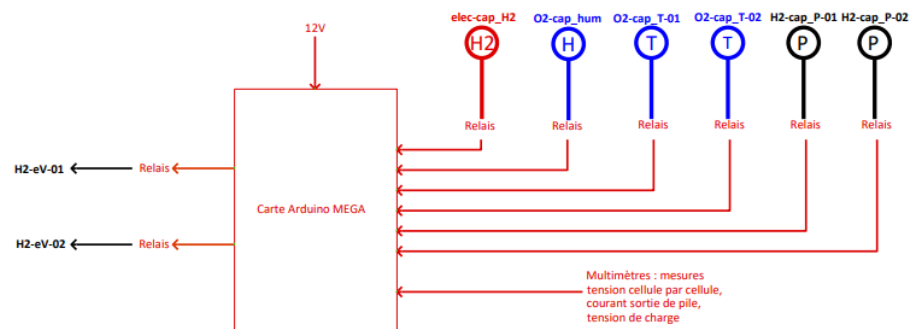 elec-cap_H2 O2-cap_hum O2-cap_T-01 O2-cap_T-02 H2-cap_P-01 H2-cap_P-02
12V
H2 H T T P P
Relais Relais Relais Relais Relais Relais
H2-eV-01 Relais
Carte Arduino MEGA
H2-eV-02 Relais
Multimètres : mesures
tension cellule par cellule,
courant sortie de pile,
tension de charge